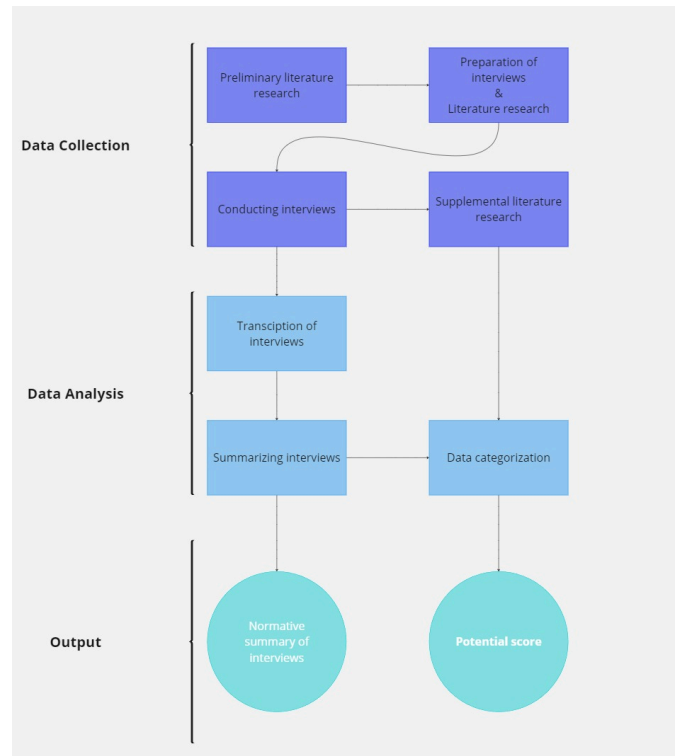 Preliminary literature
research
Preparation of
interviews
&
Literature research
Data Collection
Conducting interviews
Supplemental literature
research
Transciption of
interviews
Data Analysis
Summarizing interviews
Data categorization
Normative
summary of
interviews
Output
Potential score